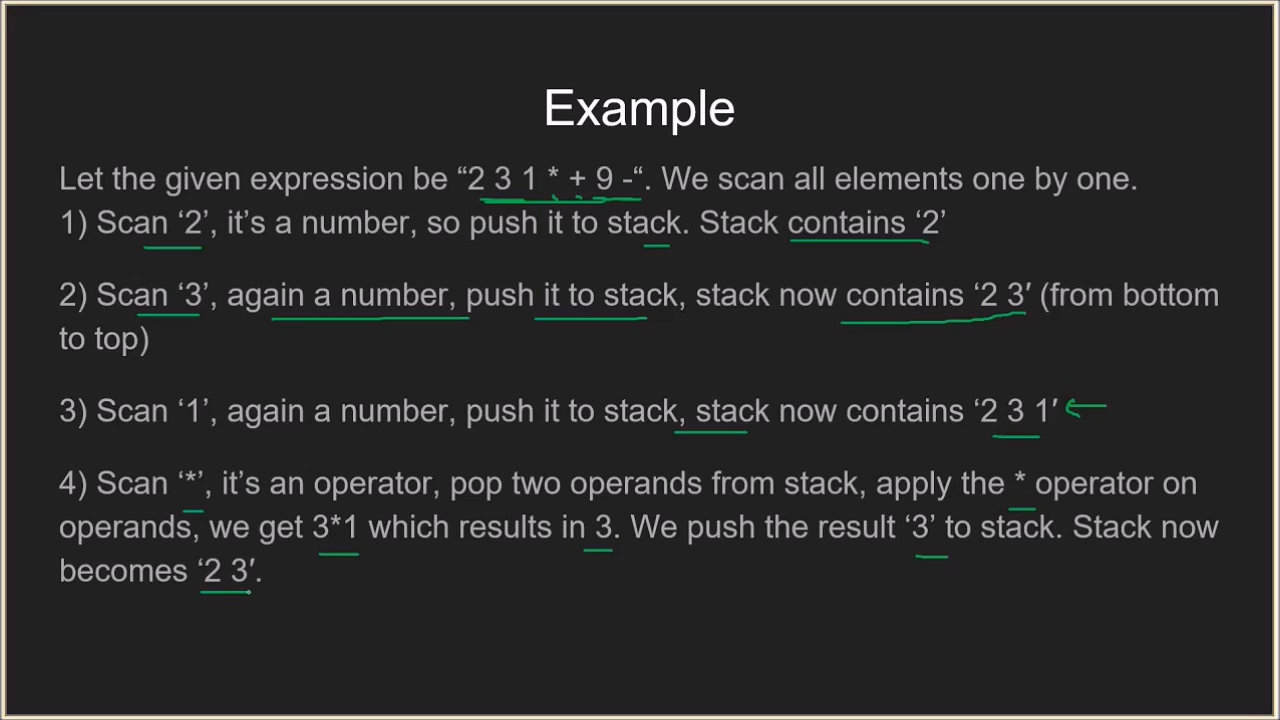 Example
Let the given expression be “2 3 1 * + 9 -“. We scan all elements one by one.
1) Scan ‘2’, it’s a number, so push it to stack. Stack contains ‘2’
2) Scan ‘3’, again a number, push it to stack, stack now contains ‘2 3′ (from bottom
to top)
3) Scan ‘1’, again a number, push it to stack, stack now contains ‘2 3 1′
4) Scan ‘*’, it’s an operator, pop two operands from stack, apply the * operator on
operands, we get 3*1 which results in 3. We push the result ‘3’ to stack. Stack now
becomes ‘2 3′.